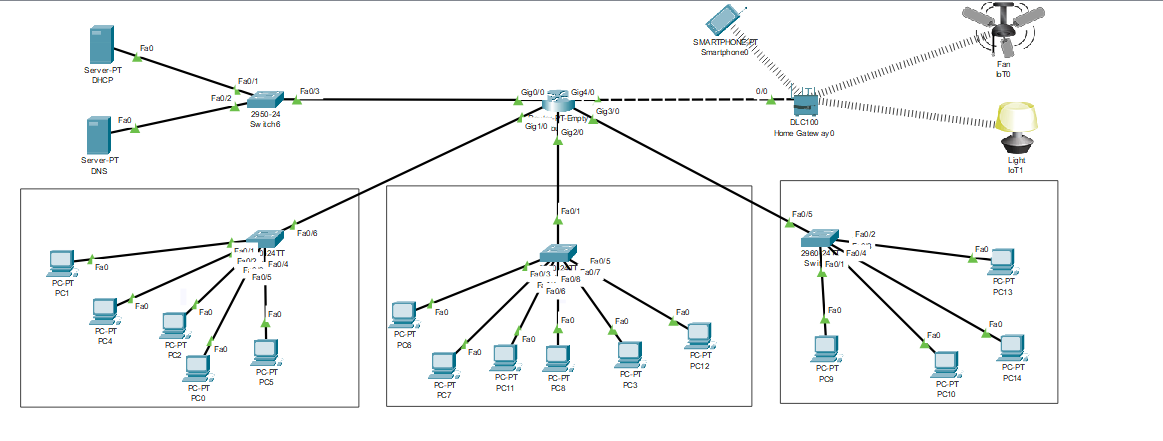 Server-PT
DHCP
Fa0
Fa0/1
Fa0/2
Fa0
Server-PT
DNS
2950-24
Switch6
Fa0/3
Gig0/0
Gig4/0
Gig3/0
PT-Empty
Gig1/0
Gig2/0
0/0
SMARTPHONE-PT
Smartphone0
DLC100
Home Gateway0
Fan
IoT0
Light
IoT1
Fa0/6
24TT
Fa0/4
Fa0/5
Fa0
PC-PT
PC1
Fa0
PC-PT
PC4
Fa0
PC-PT
PC2
Fa0
PC-PT
PC0
Fa0
PC-PT
PC5
Fa0/1
24TT
Fa0/3
Fa0/5
Fa0/7
Fa0/6
Fa0
PC-PT
PC6
Fa0
PC-PT
PC7
Fa0
PC-PT
PC11
Fa0
PC-PT
PC8
Fa0
PC-PT
PC3
Fa0
PC-PT
PC12
Fa0/5
Fa0/2
Fa0/4
Fa0/1
Fa0
PC-PT
PC13
Fa0
PC-PT
PC9
Fa0
PC-PT
PC10
Fa0
PC-PT
PC14